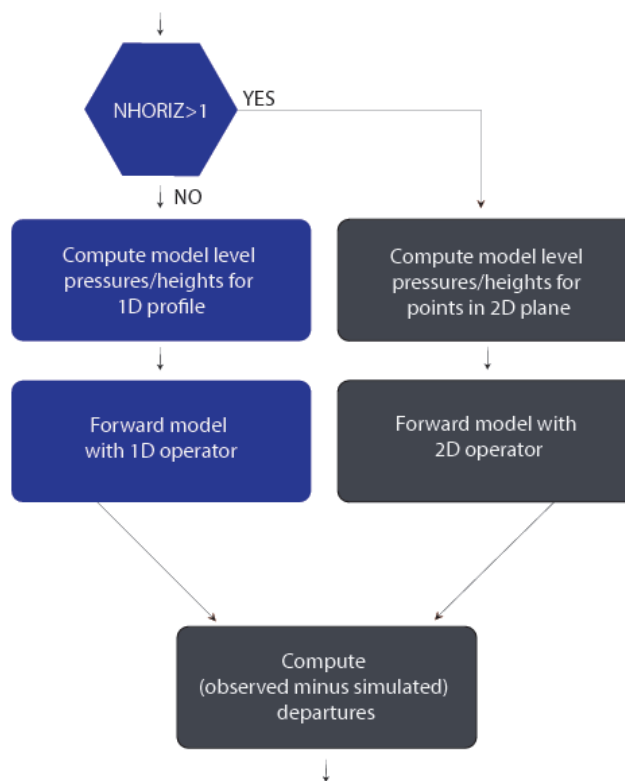 NHORIZ>1
YES
NO
Compute model level
pressures/heights for
1D profile
Compute model level
pressures/heights for
points in 2D plane
Forward model
with 1D operator
Forward model with
2D operator
Compute
(observed minus simulated)
departures